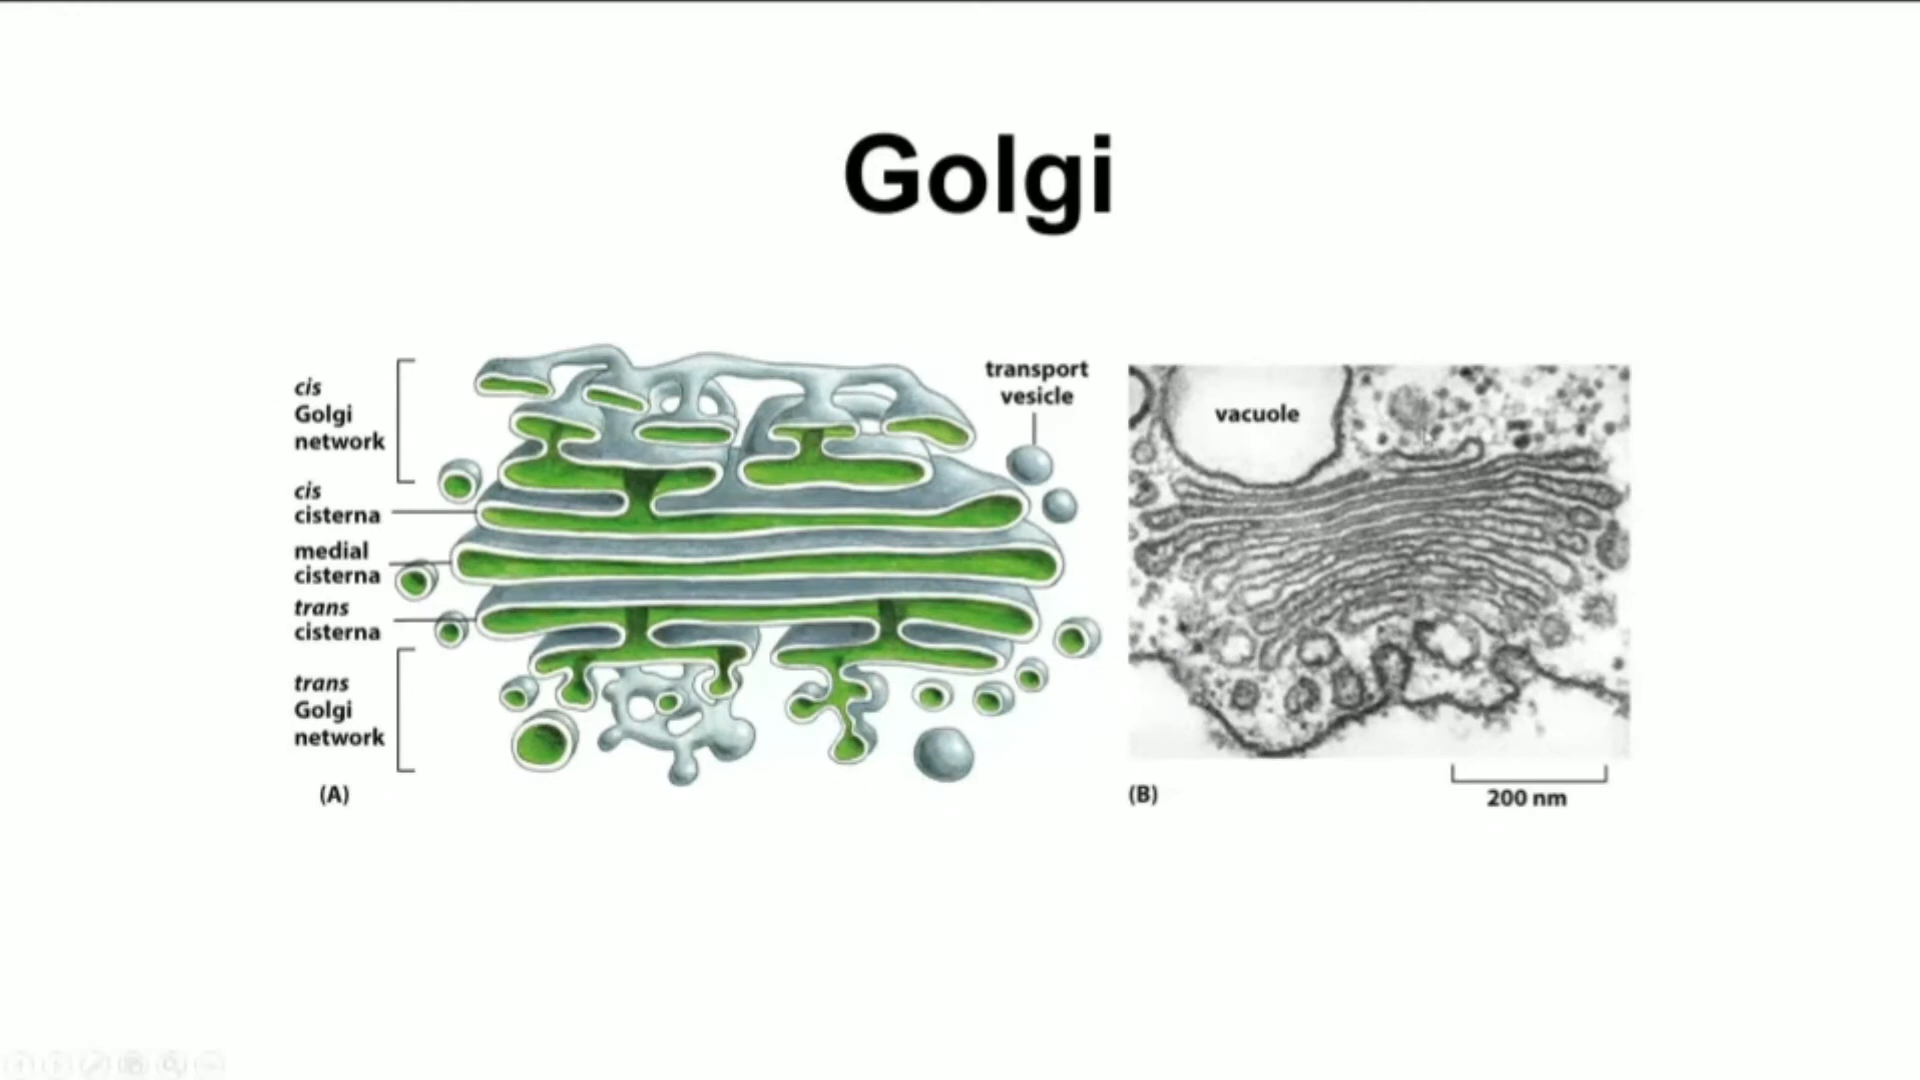 Golgi
cis
Golgi
network
cis
cisterna
medial
cisterna
trans
cisterna
trans
Golgi
network
(A)
transport
vesicle
vacuole
(B)
200 nm